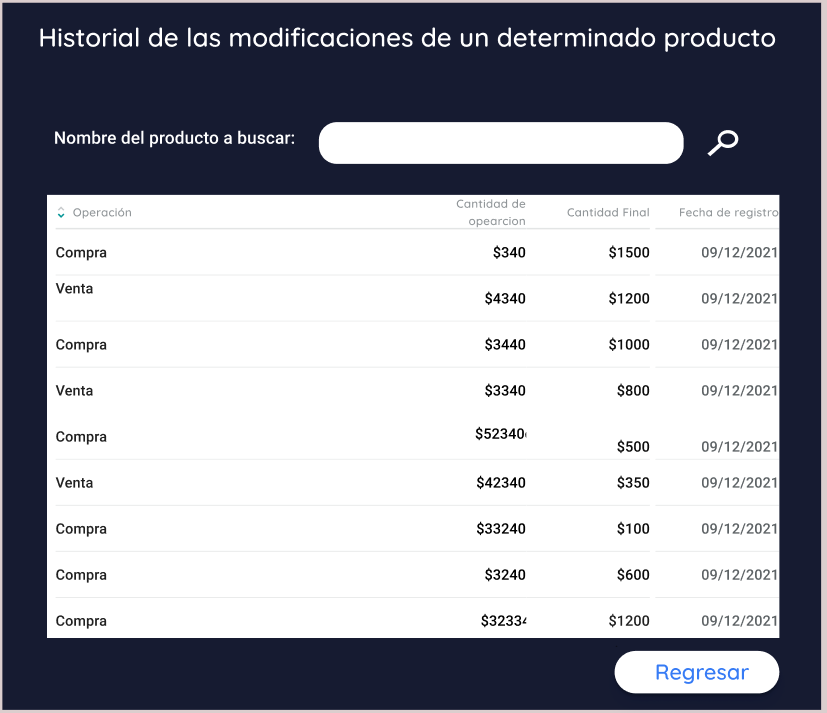 Historial de las modificaciones de un determinado producto
Nombre del producto a buscar:
Operación Cantidad de opearcion Cantidad Final Fecha de registro
Compra $340 $1500 09/12/2021
Venta $4340 $1200 09/12/2021
Compra $3440 $1000 09/12/2021
Venta $3340 $800 09/12/2021
Compra $52340 $500 09/12/2021
Venta $42340 $350 09/12/2021
Compra $33240 $100 09/12/2021
Compra $3240 $600 09/12/2021
Compra $32334 $1200 09/12/2021
Regresar